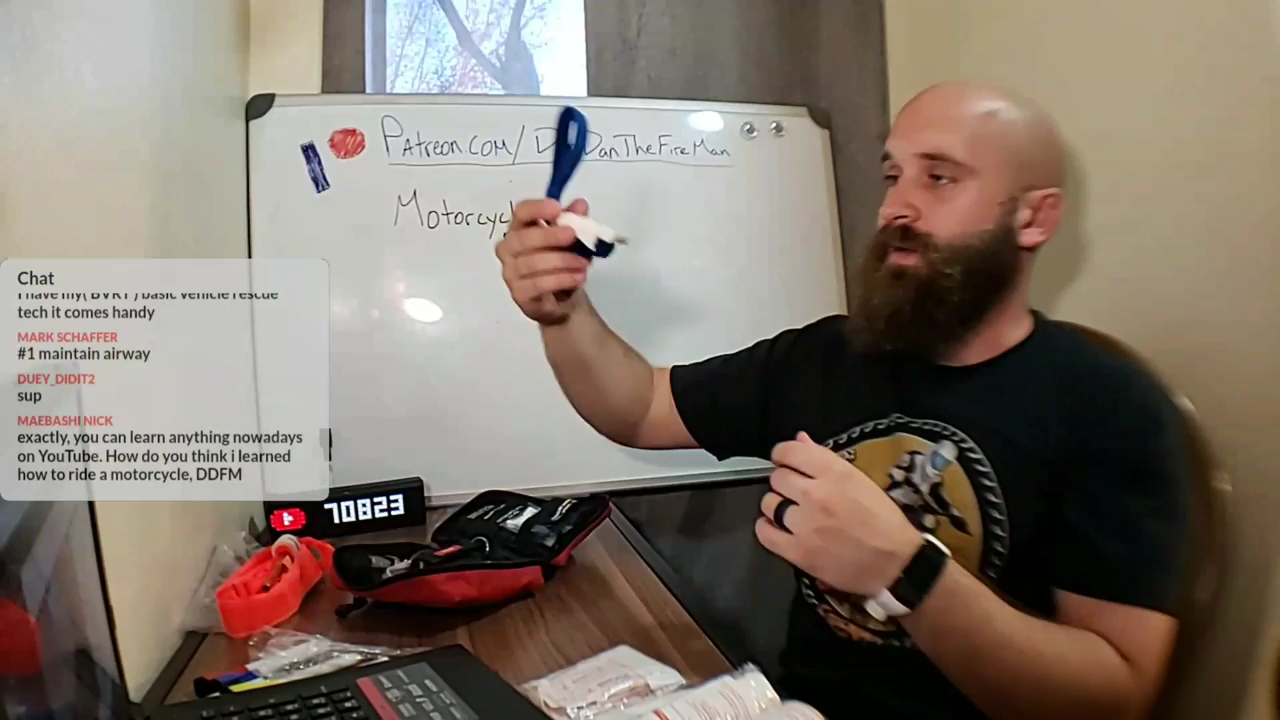 Patreon.com/D DanTheFireMan
Motorcyc
Chat
tech it comes handy
MARK SCHAFFER
#1 maintain airway
DUEY_DIDIT2
sup
MAEBASHI NICK
exactly, you can learn anything nowadays
on YouTube. How do you think i learned
how to ride a motorcycle, DDFM
70823